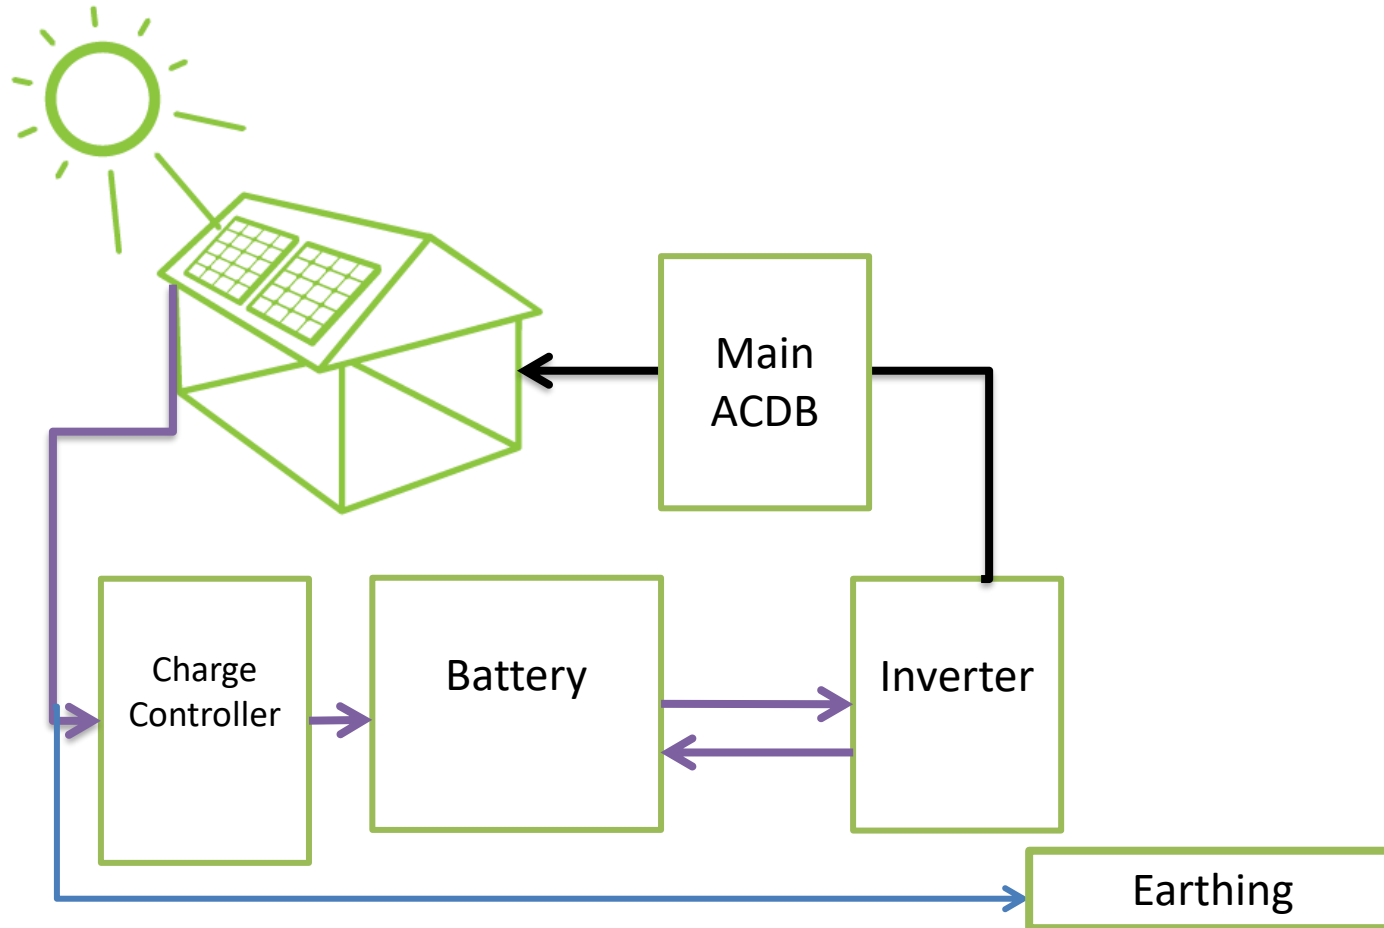 Main
ACDB
Charge
Controller
Battery
Inverter
Earthing